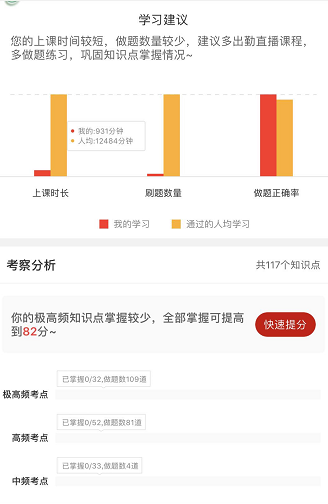 学习建议
您的上课时间较短，做题数量较少，建议多出勤直播课程，
多做题练习，巩固知识点掌握情况~
我的:931分钟
人均:12484分钟
上课时长
刷题数量
做题正确率
我的学习
通过的人均学习
考察分析
共117个知识点
你的极高频知识点掌握较少，全部掌握可提高
到82分~
快速提分
已掌握0/32,做题数109道
极高频考点
已掌握0/52,做题数81道
高频考点
已掌握0/33,做题数4道
中频考点